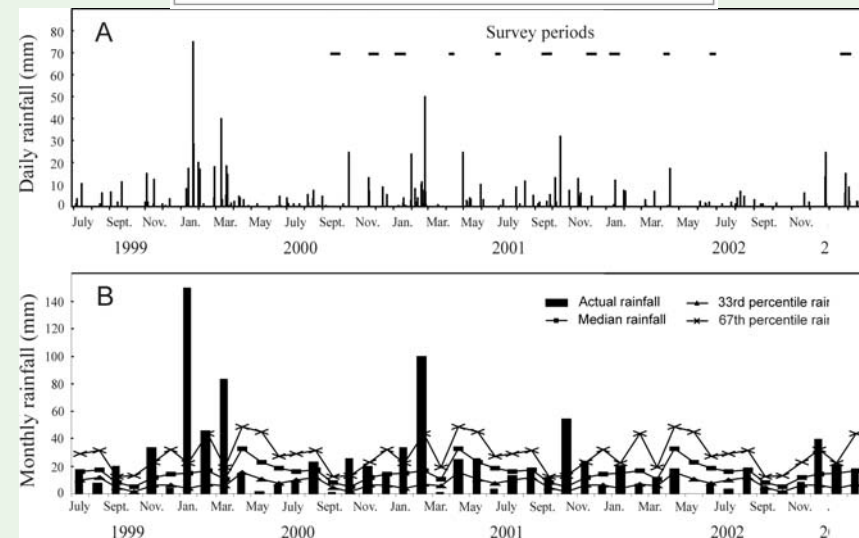 A
Survey periods
Daily rainfall (mm)
80
70
60
50
40
30
20
10
0
July Sept. Nov. Jan. Mar. May July Sept. Nov. Jan. Mar. May July Sept. Nov. Jan. Mar. May July Sept. Nov.
1999 2000 2001 2002 2
B
Actual rainfall 33rd percentile rai
Median rainfall 67th percentile rai
Monthly rainfall (mm)
140
120
100
80
60
40
20
0
July Sept. Nov. Jan. Mar. May July Sept. Nov. Jan. Mar. May July Sept. Nov. Jan. Mar. May July Sept. Nov. Jan.
1999 2000 2001 2002